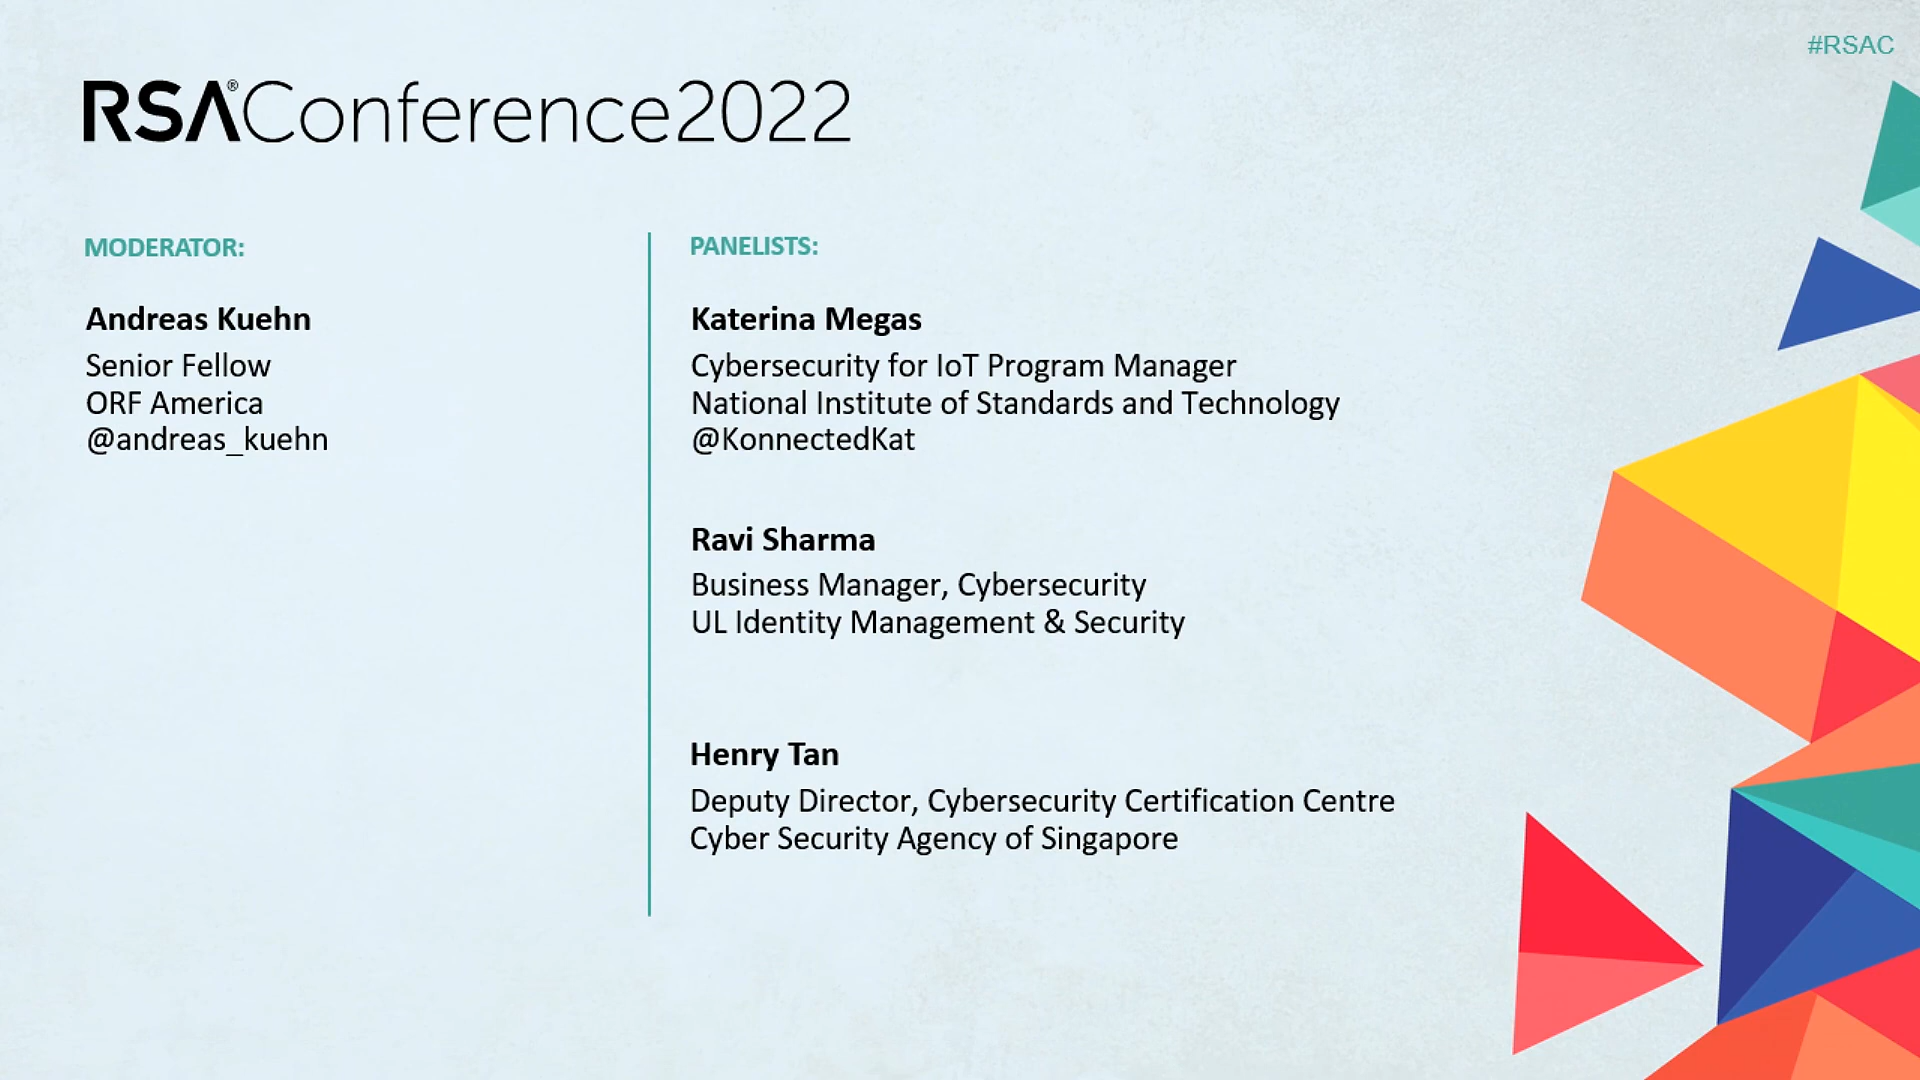 #RSAC
RSA®Conference2022
MODERATOR:
Andreas Kuehn
Senior Fellow
ORF America
@andreas_kuehn
PANELISTS:
Katerina Megas
Cybersecurity for IoT Program Manager
National Institute of Standards and Technology
@KonnectedKat
Ravi Sharma
Business Manager, Cybersecurity
UL Identity Management & Security
Henry Tan
Deputy Director, Cybersecurity Certification Centre
Cyber Security Agency of Singapore